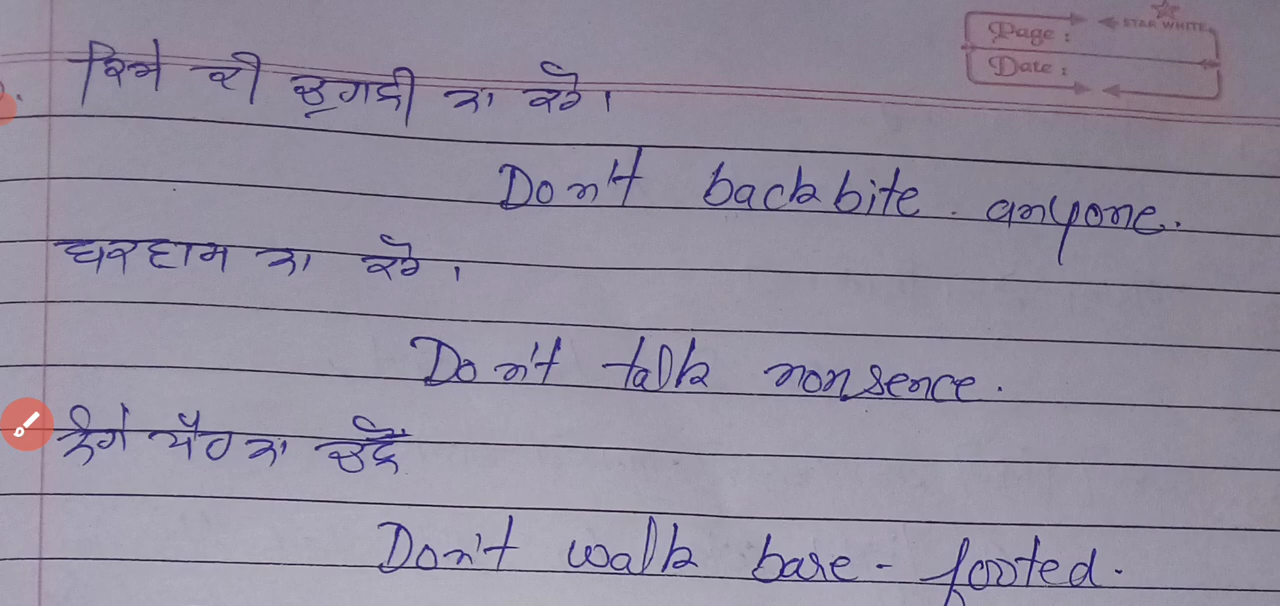 Page :
STAR WHITE
Date :
ਕਿਸੇ ਦੀ ਚੁਗਲੀ ਨਾ ਕਰੋ।
Don't backbite anyone.
ਬਕਵਾਸ ਨਾ ਕਰੋ।
Don't talk nonsence.
ਨੰਗੇ ਪੈਰ ਨਾ
Don't walk bare - footed.